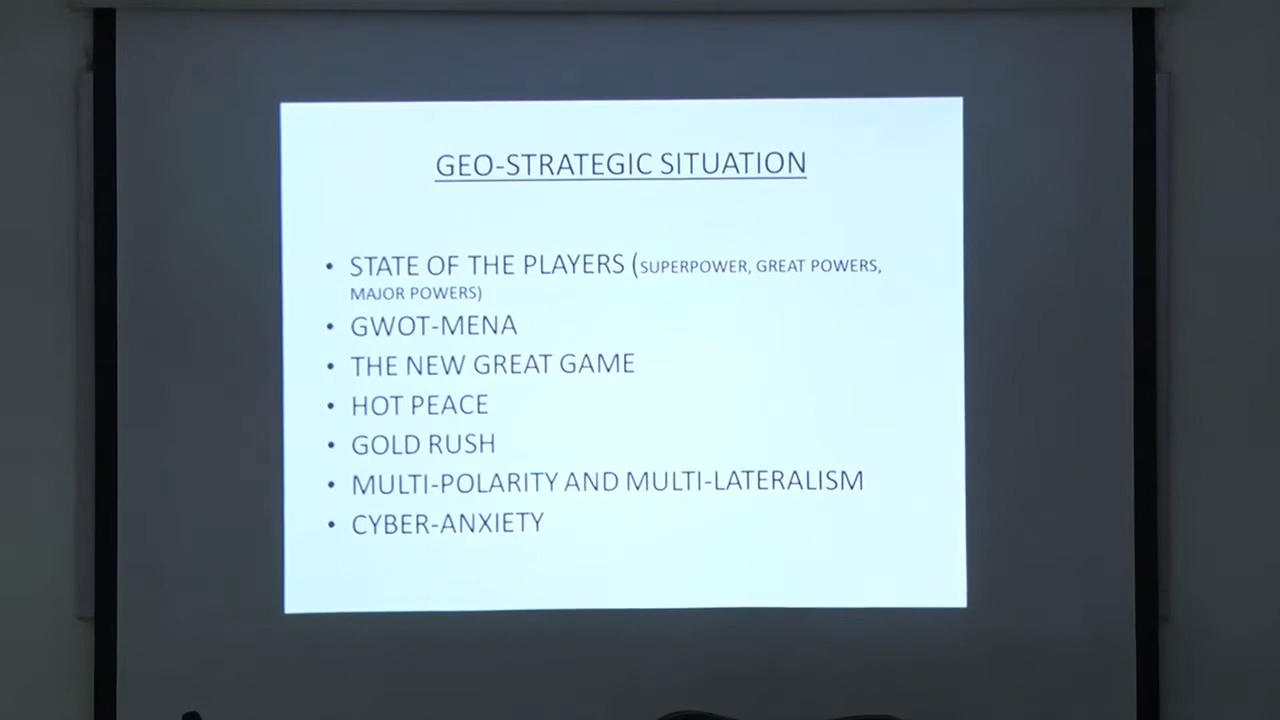 GEO-STRATEGIC SITUATION
• STATE OF THE PLAYERS (SUPERPOWER, GREAT POWERS,
MAJOR POWERS)
• GWOT-MENA
• THE NEW GREAT GAME
• HOT PEACE
• GOLD RUSH
• MULTI-POLARITY AND MULTI-LATERALISM
• CYBER-ANXIETY